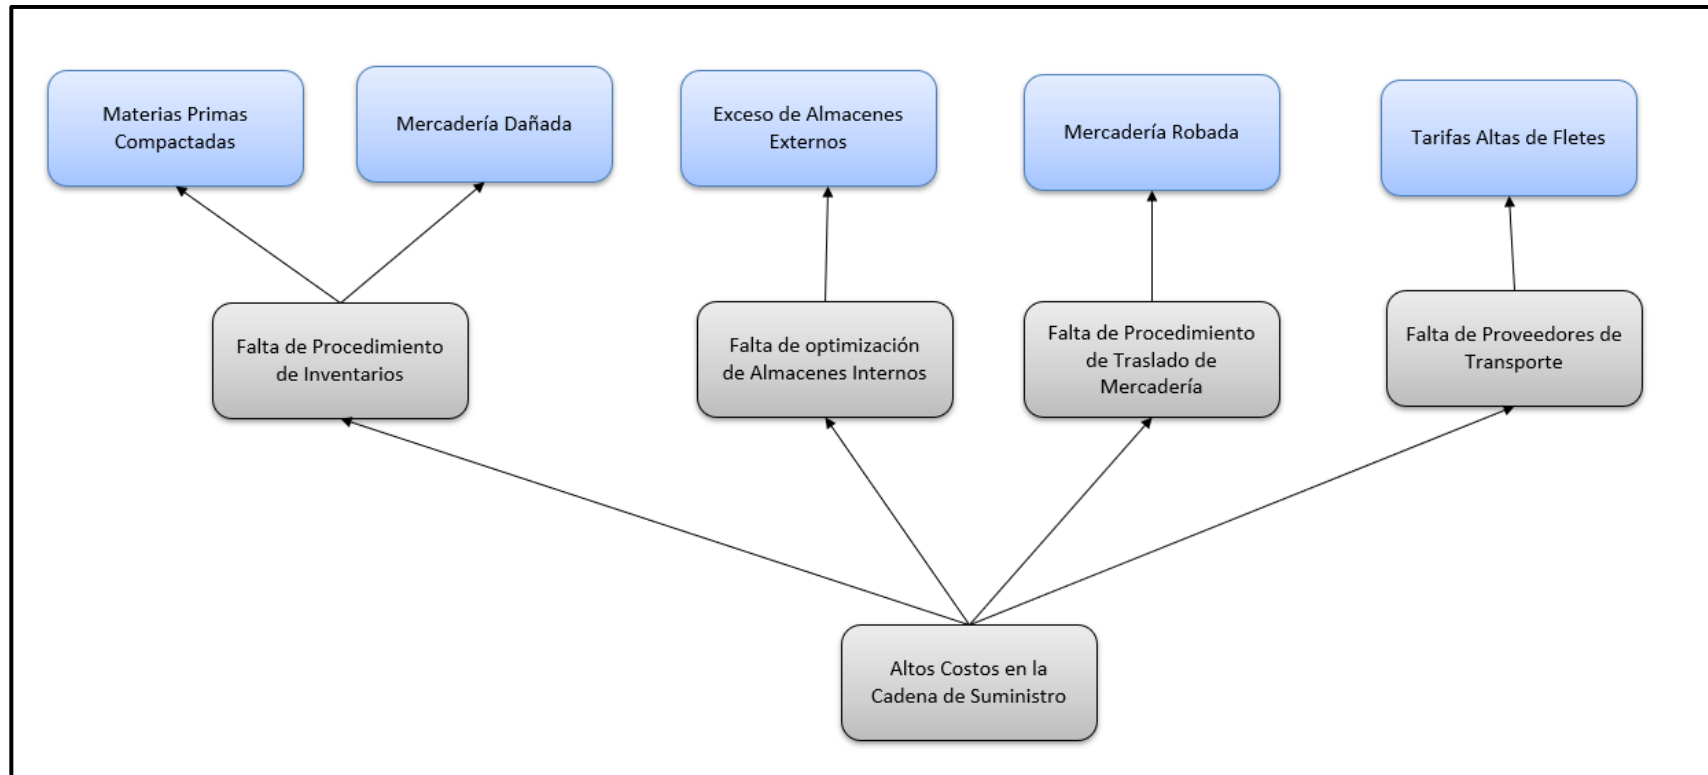 Materias Primas
Compactadas
Mercadería Dañada
Exceso de Almacenes
Externos
Mercadería Robada
Tarifas Altas de Fletes
Falta de Procedimiento
de Inventarios
Falta de optimización
de Almacenes Internos
Falta de Procedimiento
de Traslado de
Mercadería
Falta de Proveedores de
Transporte
Altos Costos en la
Cadena de Suministro